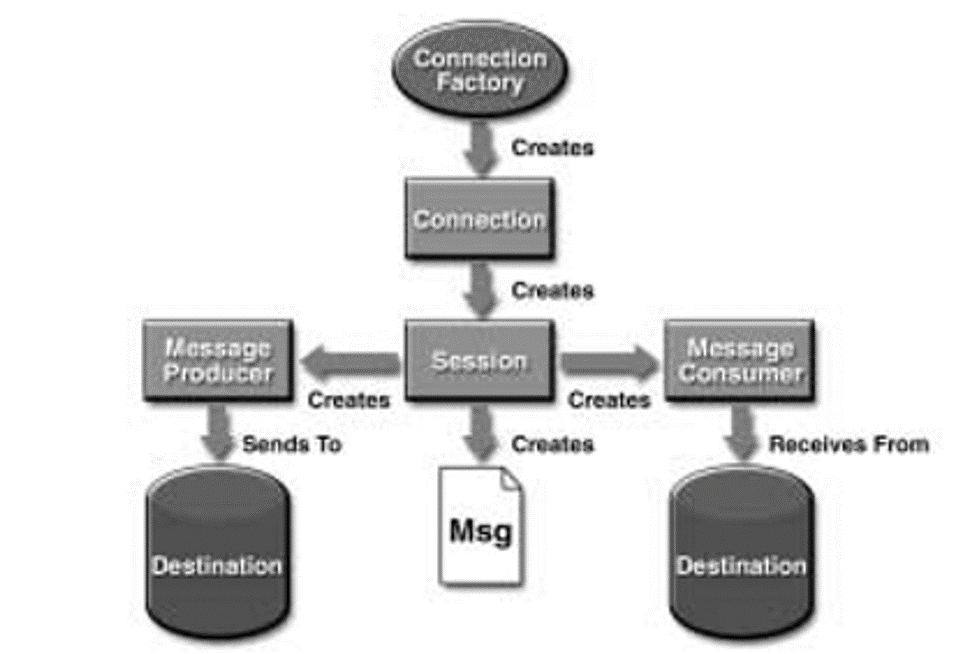 Connection
Factory
Creates
Connection
Creates
Message
Producer
Session
Message
Consumer
Creates
Creates
Sends To
Creates
Receives From
Msg
Destination
Destination